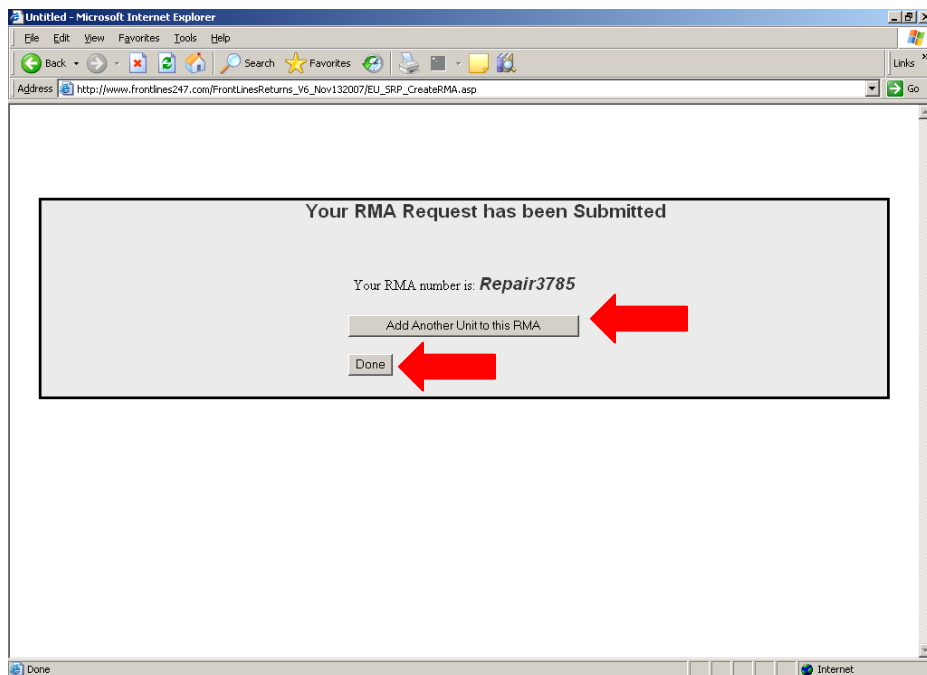 Untitled - Microsoft Internet Explorer
File Edit View Favorites Tools Help
Back Search Favorites Links »
Address http://www.frontlines247.com/FrontLinesReturns_V6_Nov132007/EU_SRP_CreateRMA.asp Go
Your RMA Request has been Submitted
Your RMA number is: Repair3785
Add Another Unit to this RMA
Done
Done Internet